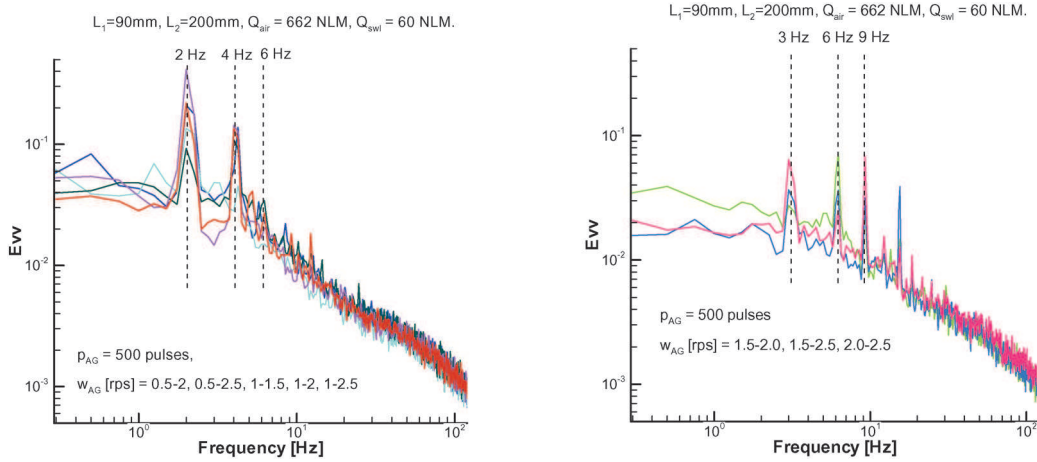 L₁=90mm, L₂=200mm, Qair = 662 NLM, Qswl = 60 NLM.
2 Hz 4 Hz 6 Hz
10⁻¹
10⁻²
10⁻³
Evv
pAG = 500 pulses,
wAG [rps] = 0.5-2, 0.5-2.5, 1-1.5, 1-2, 1-2.5
10⁰ 10¹ 10²
Frequency [Hz]
L₁=90mm, L₂=200mm, Qair = 662 NLM, Qswl = 60 NLM.
3 Hz 6 Hz 9 Hz
10⁻¹
10⁻²
10⁻³
Evv
pAG = 500 pulses
wAG [rps] = 1.5-2.0, 1.5-2.5, 2.0-2.5
10⁰ 10¹ 10²
Frequency [Hz]